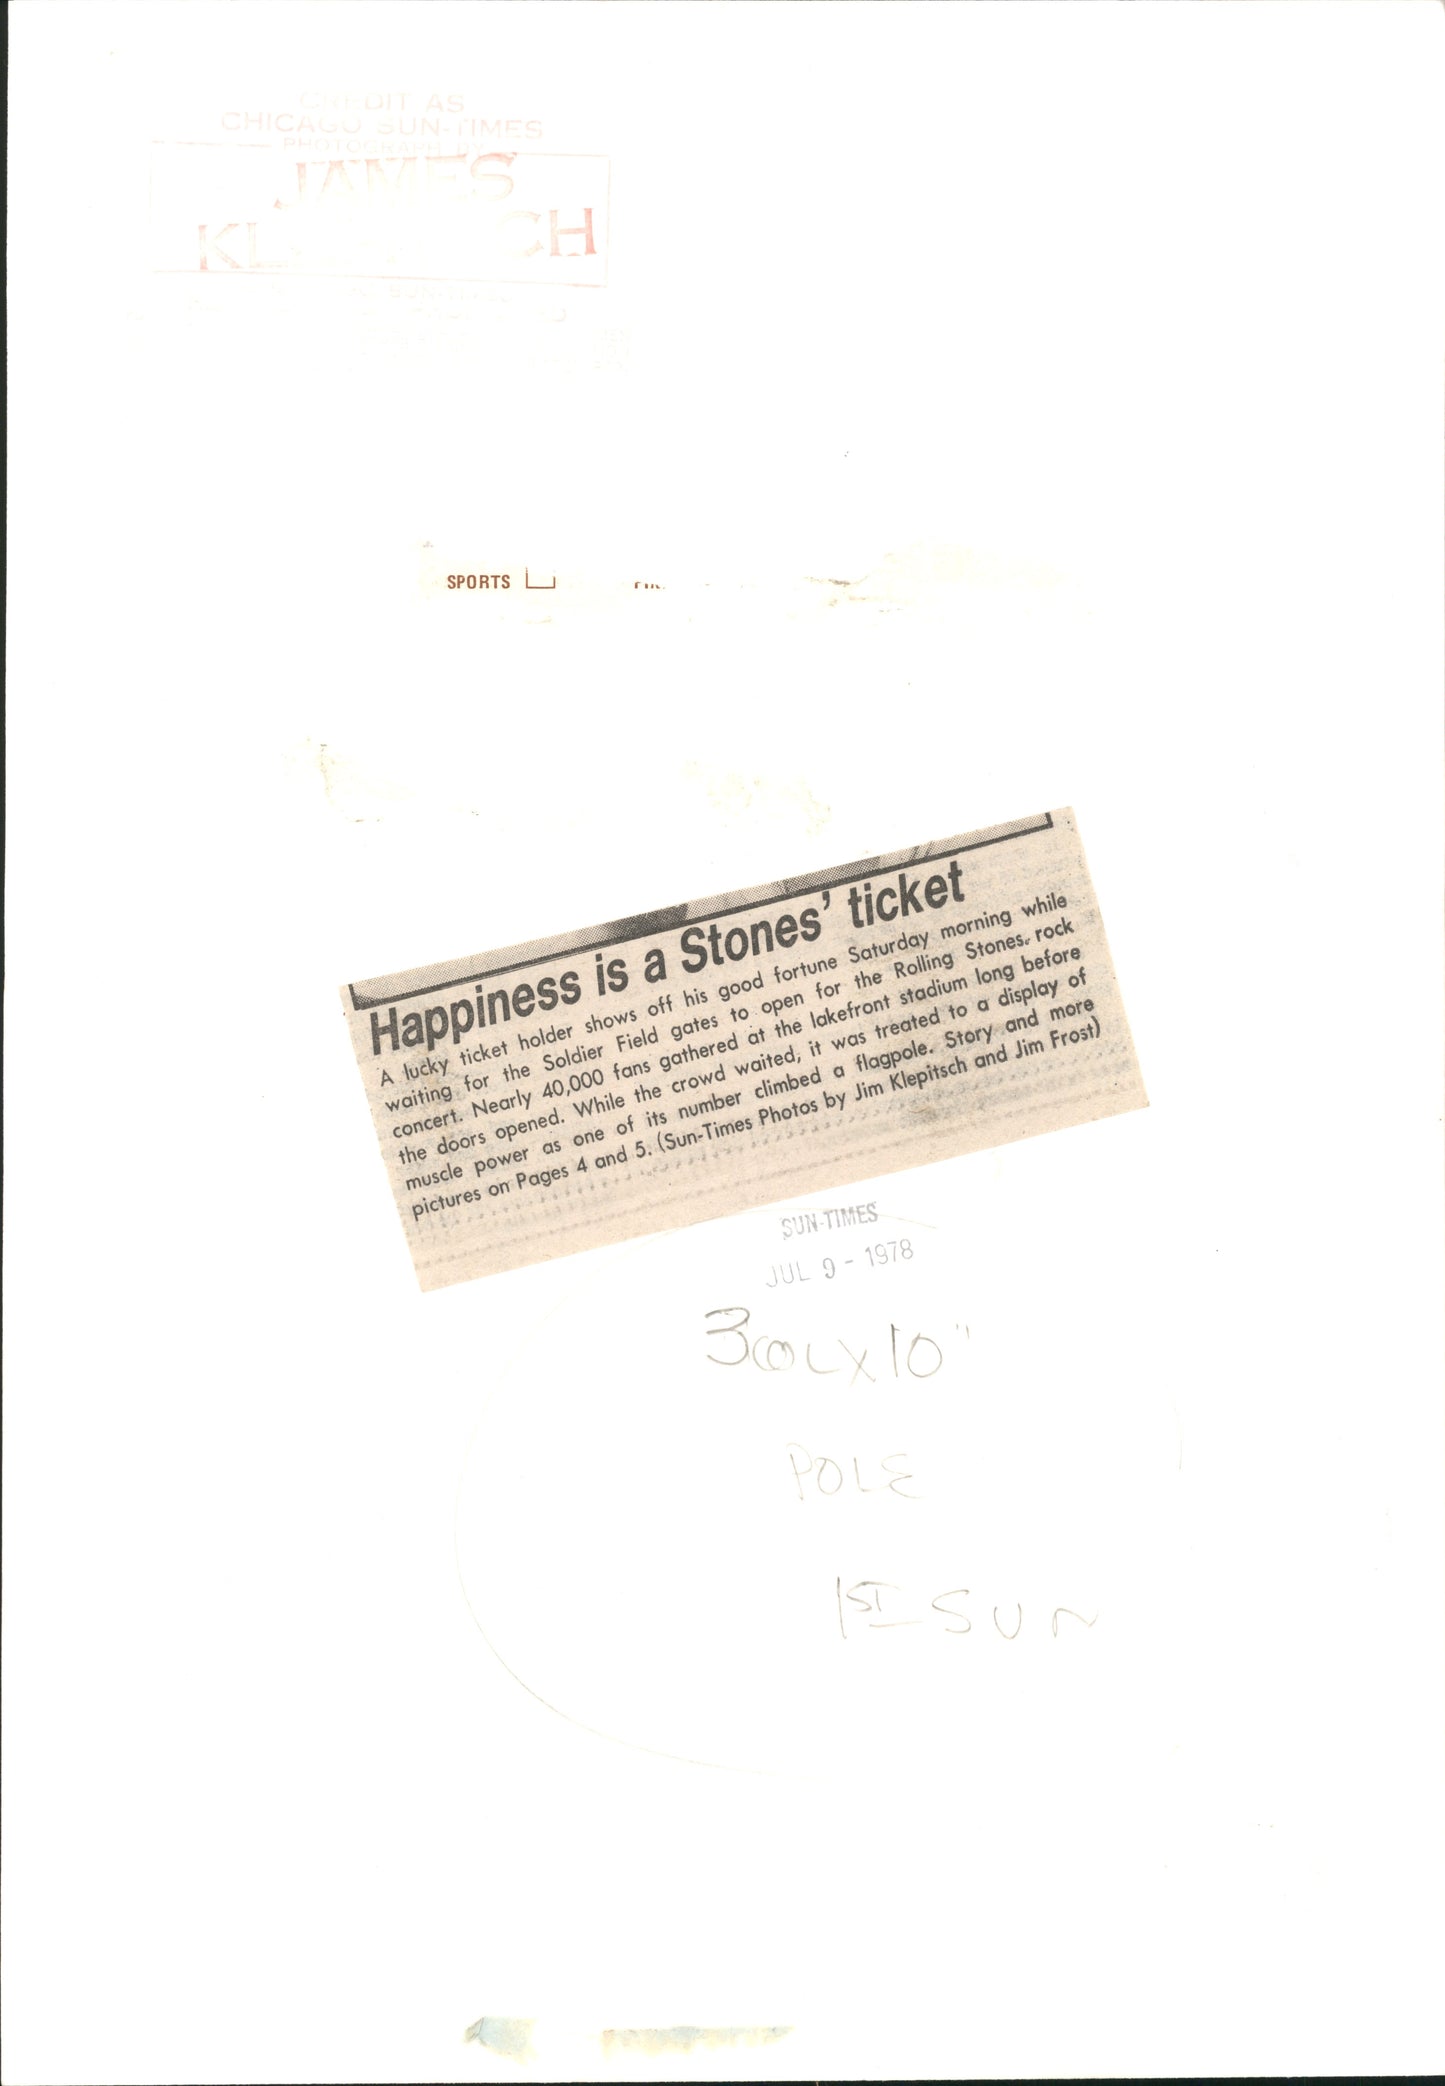 CREDIT AS
CHICAGO SUN-TIMES
PHOTOGRAPH BY
JAMES
SUN-TIMES
SPORTS
Happiness is a Stones' ticket
A lucky ticket holder shows off his good fortune Saturday morning while
waiting for the Soldier Field gates to open for the Rolling Stones, rock
concert. Nearly 40,000 fans gathered at the lakefront stadium long before
the doors opened. While the crowd waited, it was treated to a display of
muscle power as one of its number climbed a flagpole. Story and more
pictures on Pages 4 and 5. (Sun-Times Photos by Jim Klepitsch and Jim Frost)
SUN-TIMES
JUL 9 - 1978
3COLX10"
POLE
1ST SUN